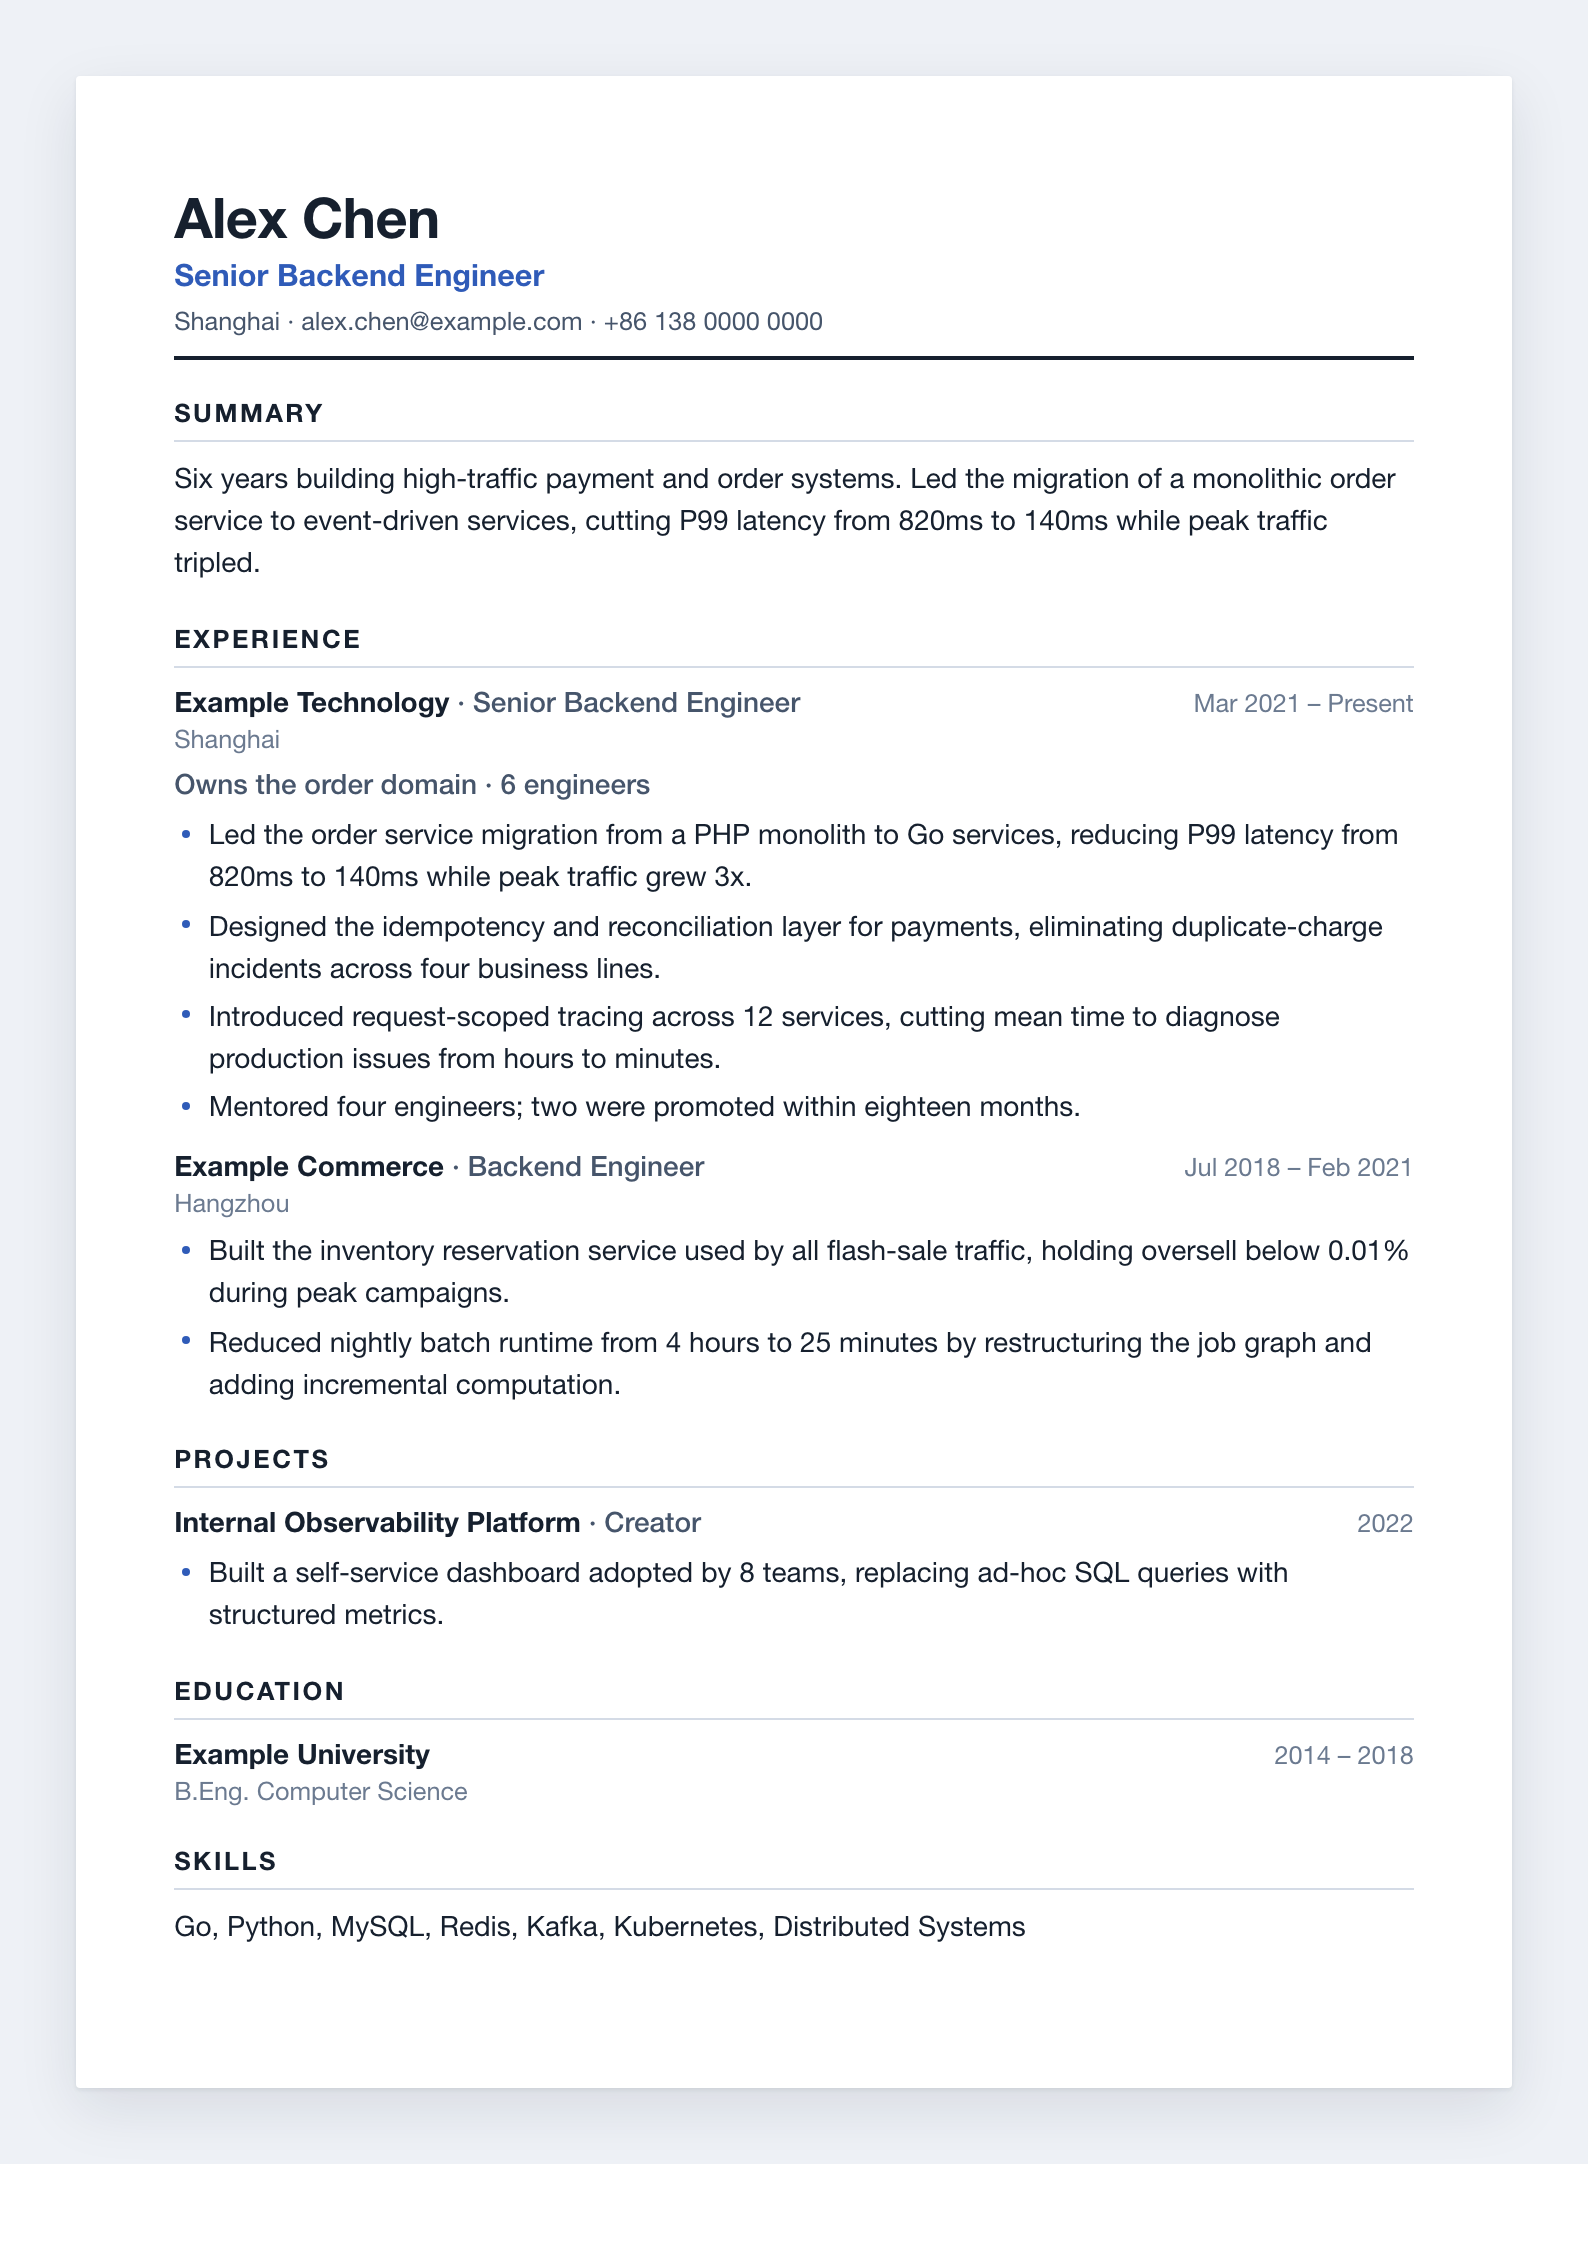 Alex Chen
Senior Backend Engineer
Shanghai · alex.chen@example.com · +86 138 0000 0000
SUMMARY
Six years building high-traffic payment and order systems. Led the migration of a monolithic order
service to event-driven services, cutting P99 latency from 820ms to 140ms while peak traffic
tripled.
EXPERIENCE
Example Technology · Senior Backend Engineer Mar 2021 – Present
Shanghai
Owns the order domain · 6 engineers
• Led the order service migration from a PHP monolith to Go services, reducing P99 latency from
820ms to 140ms while peak traffic grew 3x.
• Designed the idempotency and reconciliation layer for payments, eliminating duplicate-charge
incidents across four business lines.
• Introduced request-scoped tracing across 12 services, cutting mean time to diagnose
production issues from hours to minutes.
• Mentored four engineers; two were promoted within eighteen months.
Example Commerce · Backend Engineer Jul 2018 – Feb 2021
Hangzhou
• Built the inventory reservation service used by all flash-sale traffic, holding oversell below 0.01%
during peak campaigns.
• Reduced nightly batch runtime from 4 hours to 25 minutes by restructuring the job graph and
adding incremental computation.
PROJECTS
Internal Observability Platform · Creator 2022
• Built a self-service dashboard adopted by 8 teams, replacing ad-hoc SQL queries with
structured metrics.
EDUCATION
Example University 2014 – 2018
B.Eng. Computer Science
SKILLS
Go, Python, MySQL, Redis, Kafka, Kubernetes, Distributed Systems